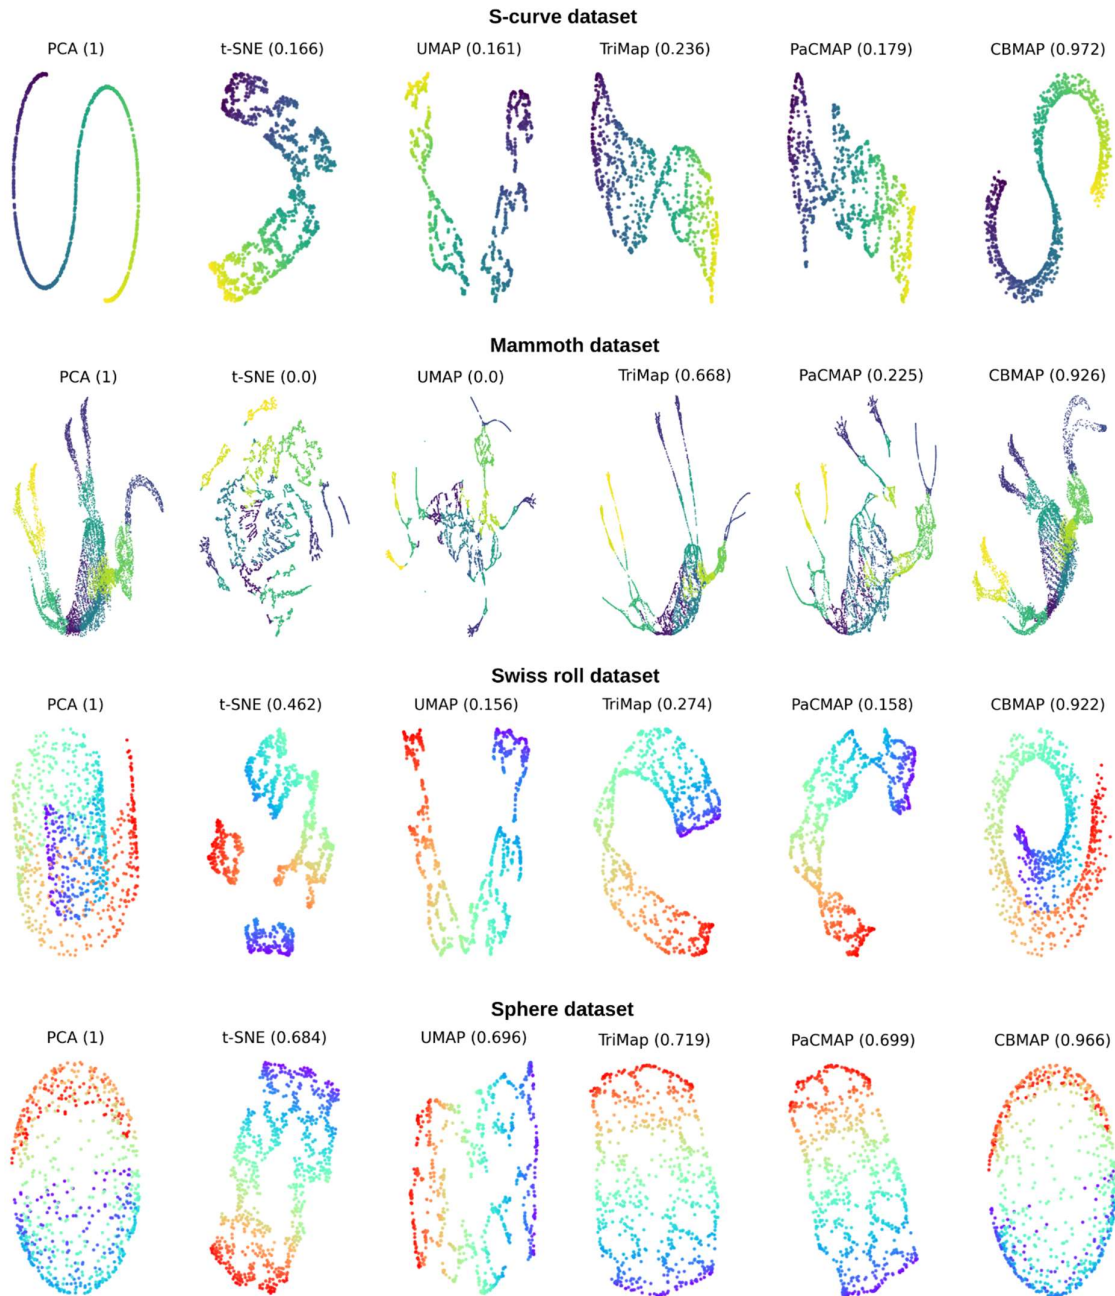 S-curve dataset
PCA (1) t-SNE (0.166) UMAP (0.161) TriMap (0.236) PaCMAP (0.179) CBMAP (0.972)
Mammoth dataset
PCA (1) t-SNE (0.0) UMAP (0.0) TriMap (0.668) PaCMAP (0.225) CBMAP (0.926)
Swiss roll dataset
PCA (1) t-SNE (0.462) UMAP (0.156) TriMap (0.274) PaCMAP (0.158) CBMAP (0.922)
Sphere dataset
PCA (1) t-SNE (0.684) UMAP (0.696) TriMap (0.719) PaCMAP (0.699) CBMAP (0.966)